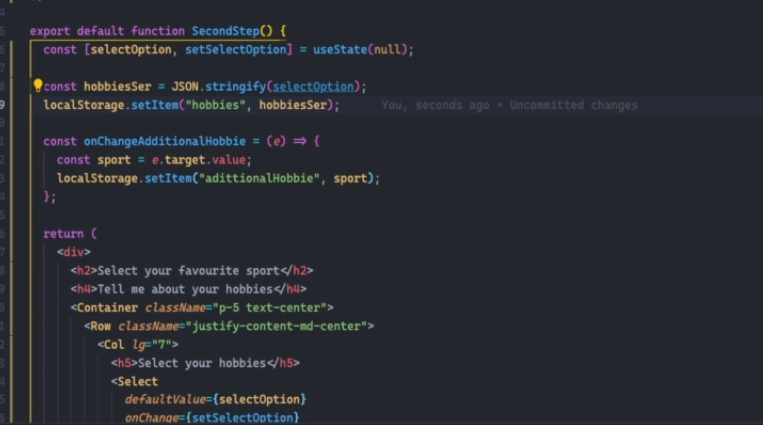 export default function SecondStep() {
const [selectOption, setSelectOption] = useState(null);
const hobbiesSer = JSON.stringify(selectOption);
localStorage.setItem("hobbies", hobbiesSer); You, seconds ago • Uncommitted changes
const onChangeAdditionalHobbie = (e) ⇒ {
const sport = e.target.value;
localStorage.setItem("adittionalHobbie", sport);
};
return (
<div>
<h2>Select your favourite sport</h2>
<h4>Tell me about your hobbies</h4>
<Container className="p-5 text-center">
<Row className="justify-content-md-center">
<Col lg="7">
<h5>Select your hobbies</h5>
<Select
defaultValue={selectOption}
onChange={setSelectOption}